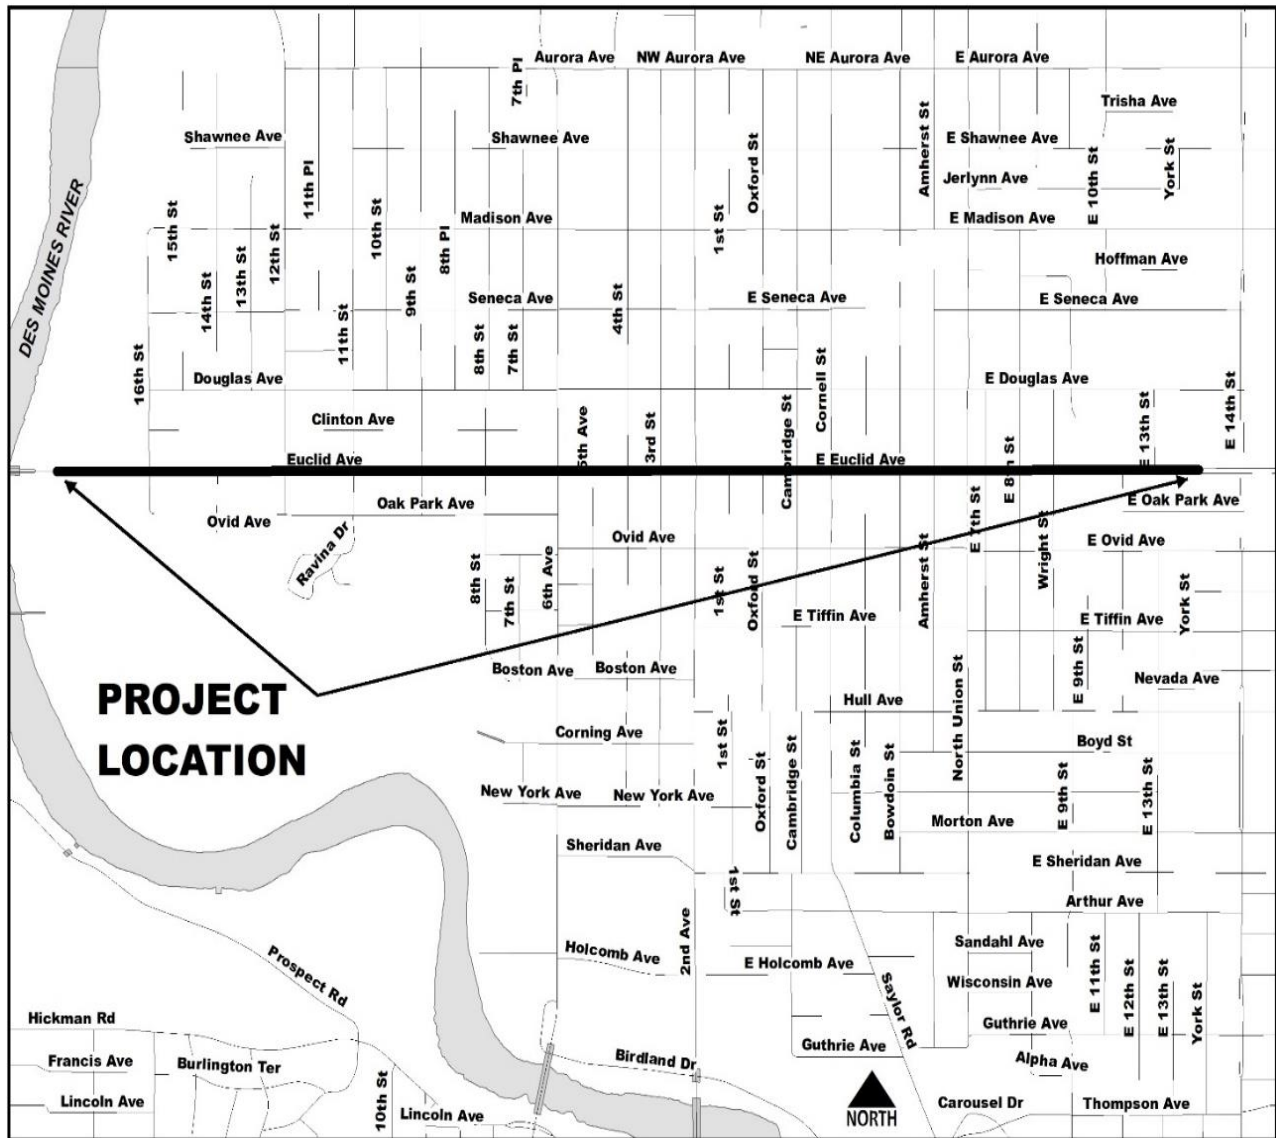 Aurora Ave
NW Aurora Ave
NE Aurora Ave
E Aurora Ave
7th Pl
Trisha Ave
Shawnee Ave
Shawnee Ave
E Shawnee Ave
Amherst St
Oxford St
York St
E 10th St
Jerlynn Ave
11th Pl
DES MOINES RIVER
15th St
10th St
Madison Ave
E Madison Ave
1st St
12th St
8th Pl
13th St
Hoffman Ave
14th St
9th St
Seneca Ave
E Seneca Ave
E Seneca Ave
4th St
11th St
8th St
7th St
16th St
Cornell St
Douglas Ave
E Douglas Ave
E 14th St
Clinton Ave
5th Ave
3rd St
Cambridge St
E 13th St
Euclid Ave
E Euclid Ave
E 8th St
Oak Park Ave
E Oak Park Ave
Ovid Ave
E 7th St
Ravina Dr
Ovid Ave
E Ovid Ave
Wright St
Amherst St
8th St
7th St
6th Ave
1st St
Oxford St
York St
E Tiffin Ave
E Tiffin Ave
Boston Ave
Boston Ave
E 9th St
Nevada Ave
North Union St
PROJECT
LOCATION
Hull Ave
Corning Ave
1st St
Boyd St
Oxford St
Cambridge St
Columbia St
Bowdoin St
E 9th St
E 13th St
New York Ave
New York Ave
Morton Ave
Sheridan Ave
E Sheridan Ave
1st St
Arthur Ave
2nd Ave
Prospect Rd
Holcomb Ave
E Holcomb Ave
Sandahl Ave
Wisconsin Ave
E 11th St
E 12th St
E 13th St
York St
Saylor Rd
Hickman Rd
Guthrie Ave
Guthrie Ave
Francis Ave
Burlington Ter
Birdland Dr
Alpha Ave
Lincoln Ave
10th St
Lincoln Ave
NORTH
Carousel Dr
Thompson Ave